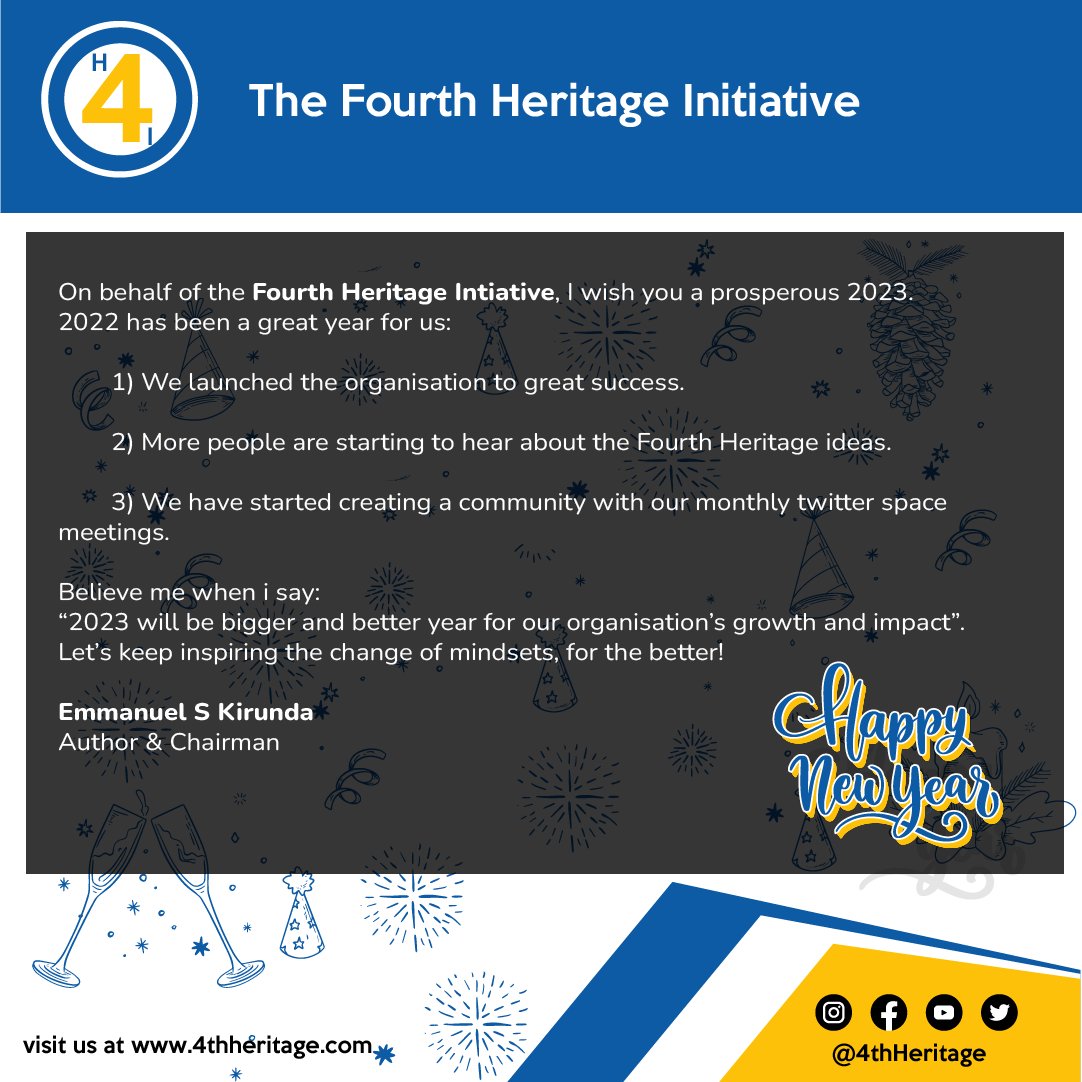 H
4
I
The Fourth Heritage Initiative
On behalf of the Fourth Heritage Intiative, I wish you a prosperous 2023.
2022 has been a great year for us:
1) We launched the organisation to great success.
2) More people are starting to hear about the Fourth Heritage ideas.
3) We have started creating a community with our monthly twitter space
meetings.
Believe me when i say:
“2023 will be bigger and better year for our organisation’s growth and impact”.
Let’s keep inspiring the change of mindsets, for the better!
Emmanuel S Kirunda
Author & Chairman
Happy
New Year
visit us at www.4thheritage.com
@4thHeritage